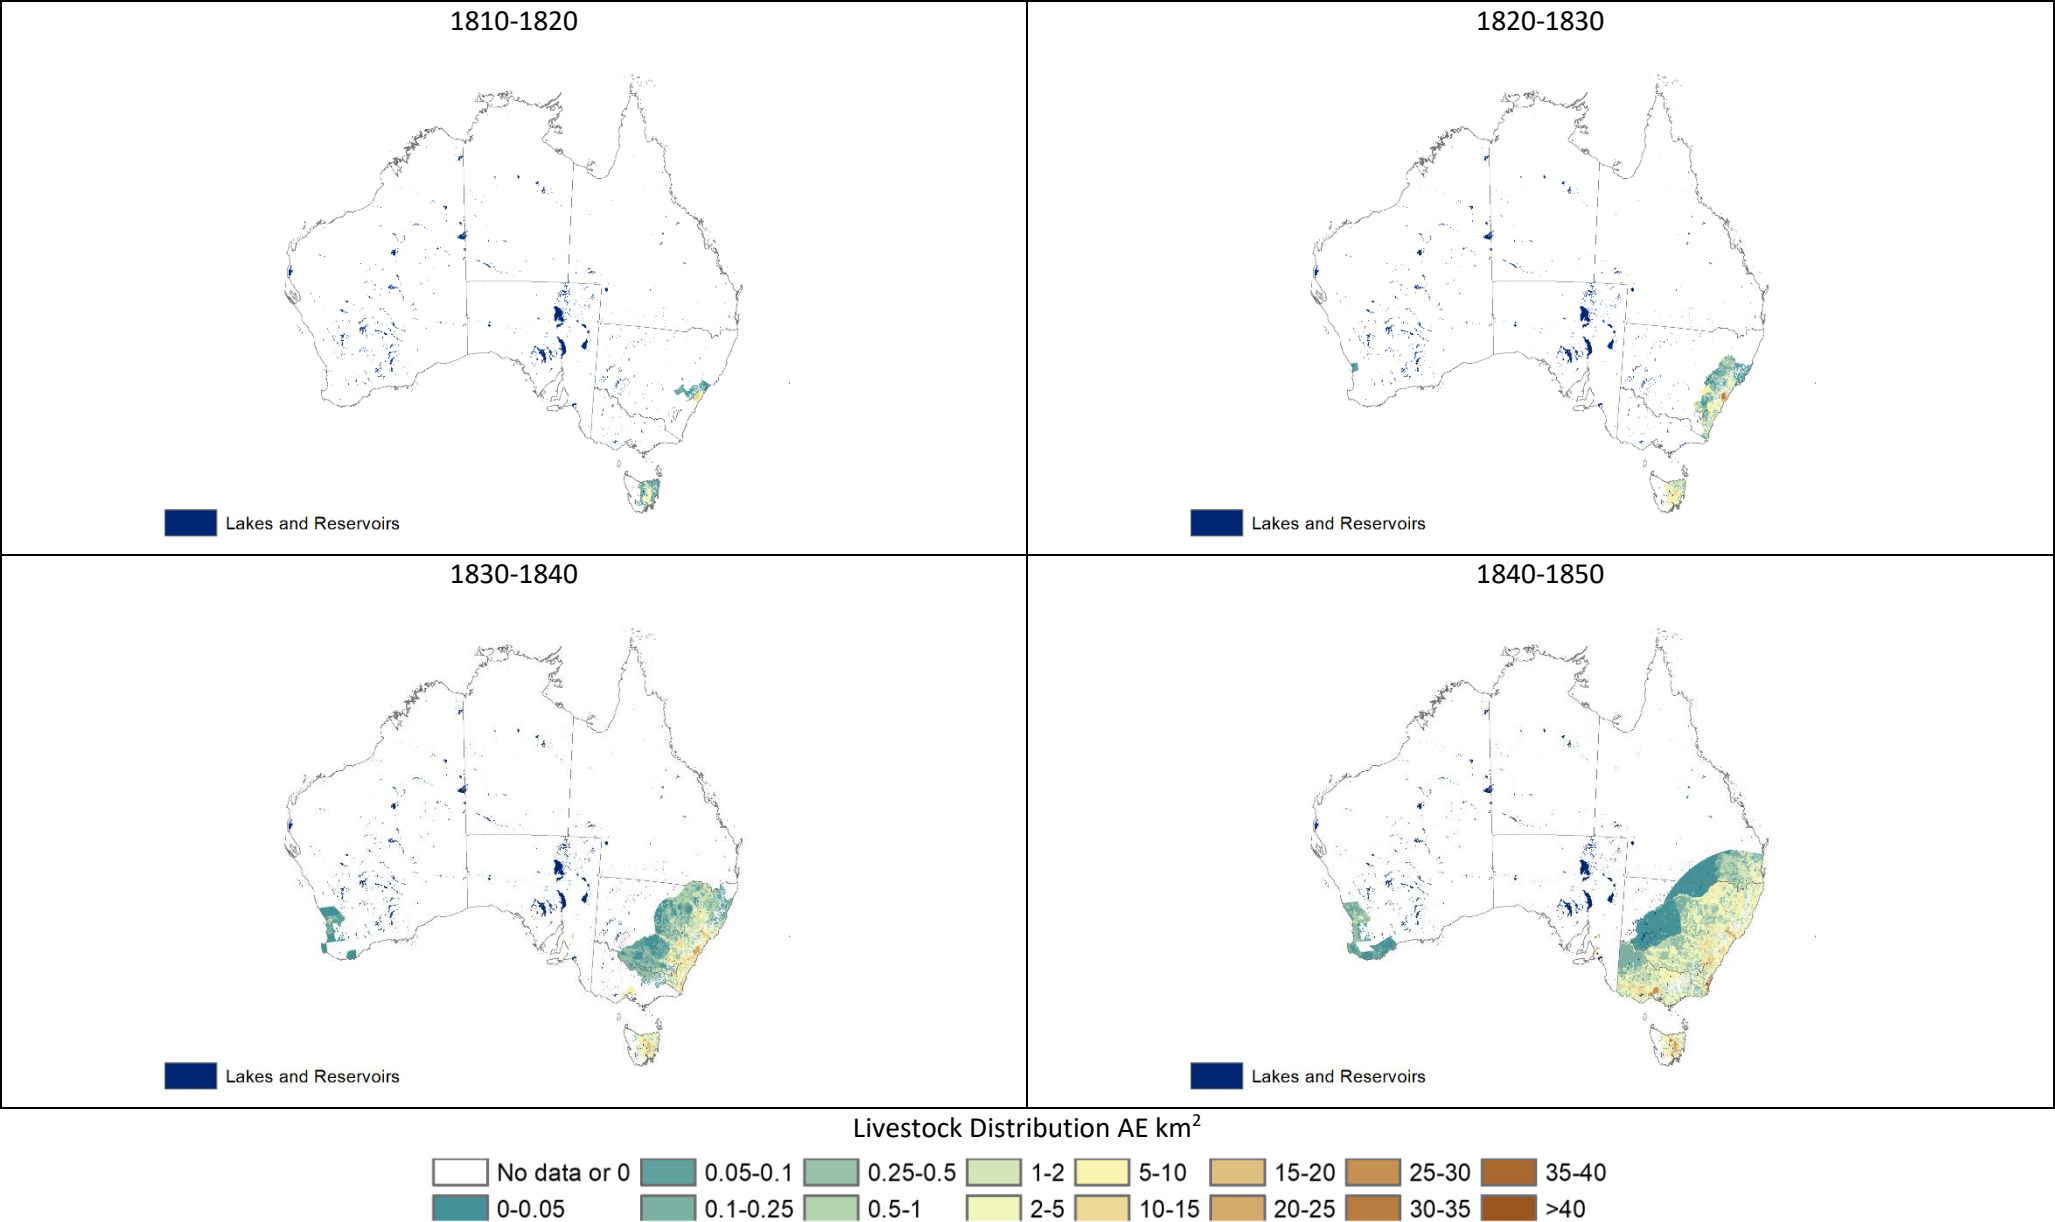 1810-1820
1820-1830
Lakes and Reservoirs
Lakes and Reservoirs
1830-1840
1840-1850
Lakes and Reservoirs
Lakes and Reservoirs
Livestock Distribution AE km²
No data or 0 0.05-0.1 0.25-0.5 1-2 5-10 15-20 25-30 35-40
0-0.05 0.1-0.25 0.5-1 2-5 10-15 20-25 30-35 >40